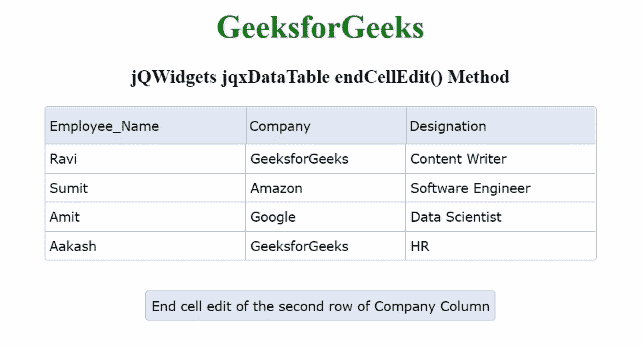 GeeksforGeeks
jQWidgets jqxDataTable endCellEdit() Method
Employee_Name Company Designation
Ravi GeeksforGeeks Content Writer
Sumit Amazon Software Engineer
Amit Google Data Scientist
Aakash GeeksforGeeks HR
End cell edit of the second row of Company Column